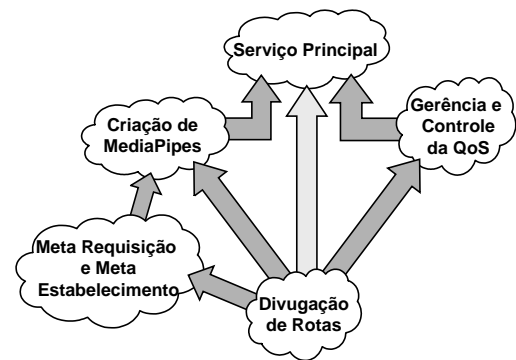 Serviço Principal
Criação de
MediaPipes
Gerência e
Controle
da QoS
Meta Requisição
e Meta
Estabelecimento
Divugação
de Rotas